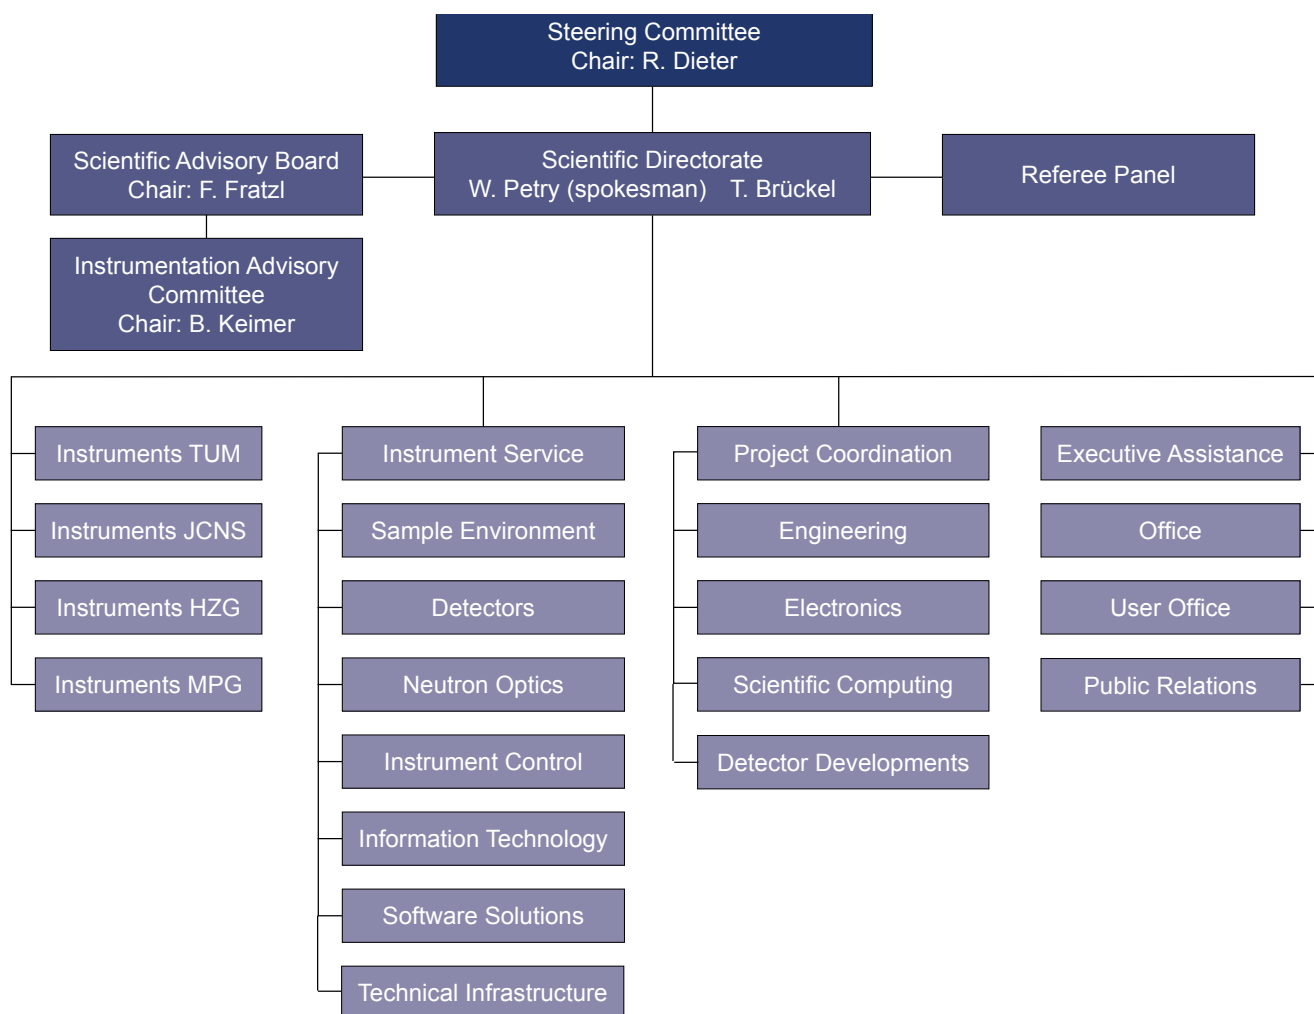 Steering Committee
Chair: R. Dieter
Scientific Advisory Board
Chair: F. Fratzl
Scientific Directorate
W. Petry (spokesman) T. Brückel
Referee Panel
Instrumentation Advisory
Committee
Chair: B. Keimer
Instruments TUM
Instruments JCNS
Instruments HZG
Instruments MPG
Instrument Service
Sample Environment
Detectors
Neutron Optics
Instrument Control
Information Technology
Software Solutions
Technical Infrastructure
Project Coordination
Engineering
Electronics
Scientific Computing
Detector Developments
Executive Assistance
Office
User Office
Public Relations